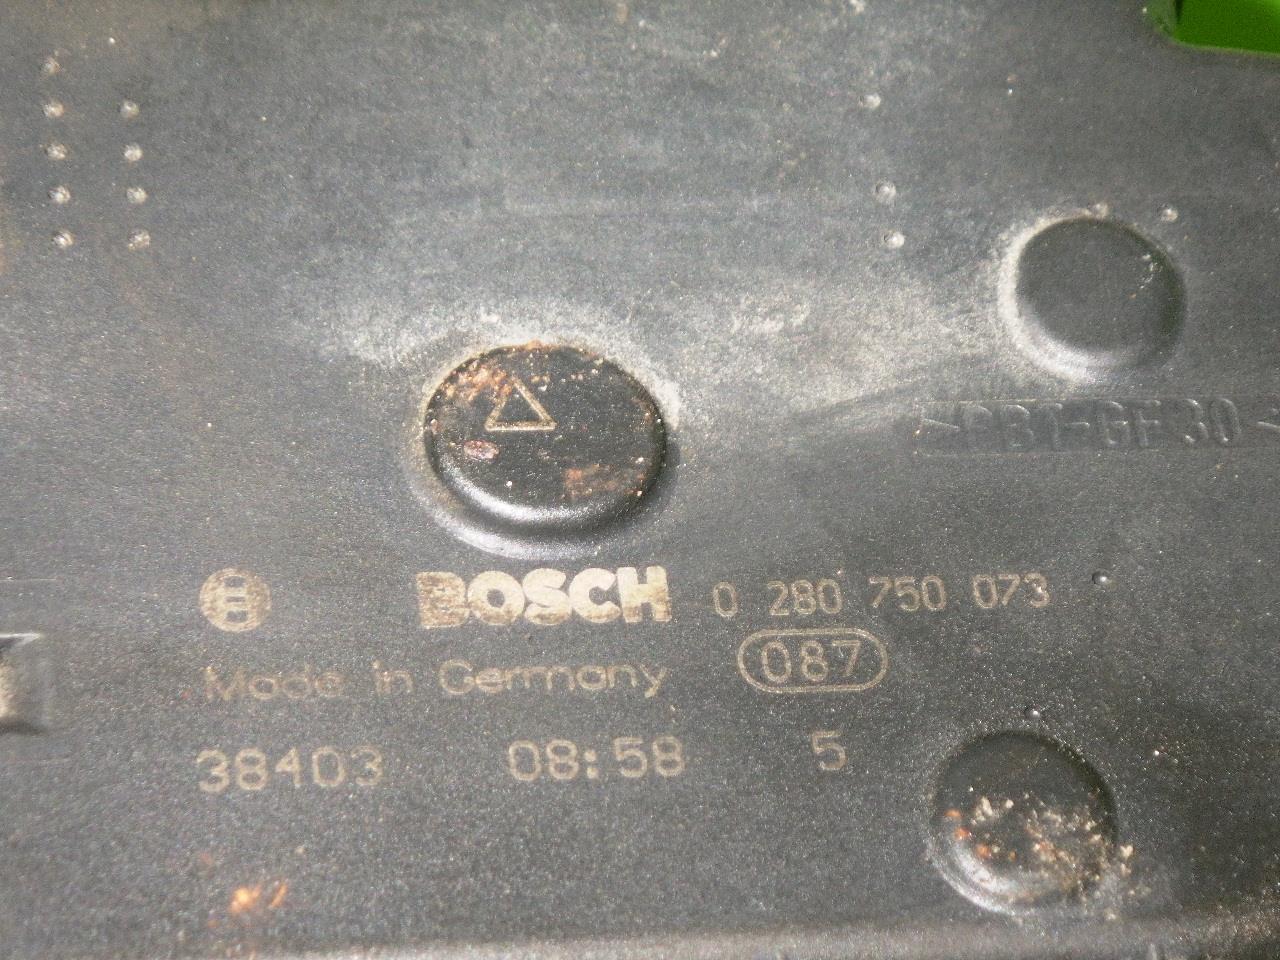 >PBT-GF30<
BOSCH 0 280 750 073
Made in Germany 087
38403 08:58 5